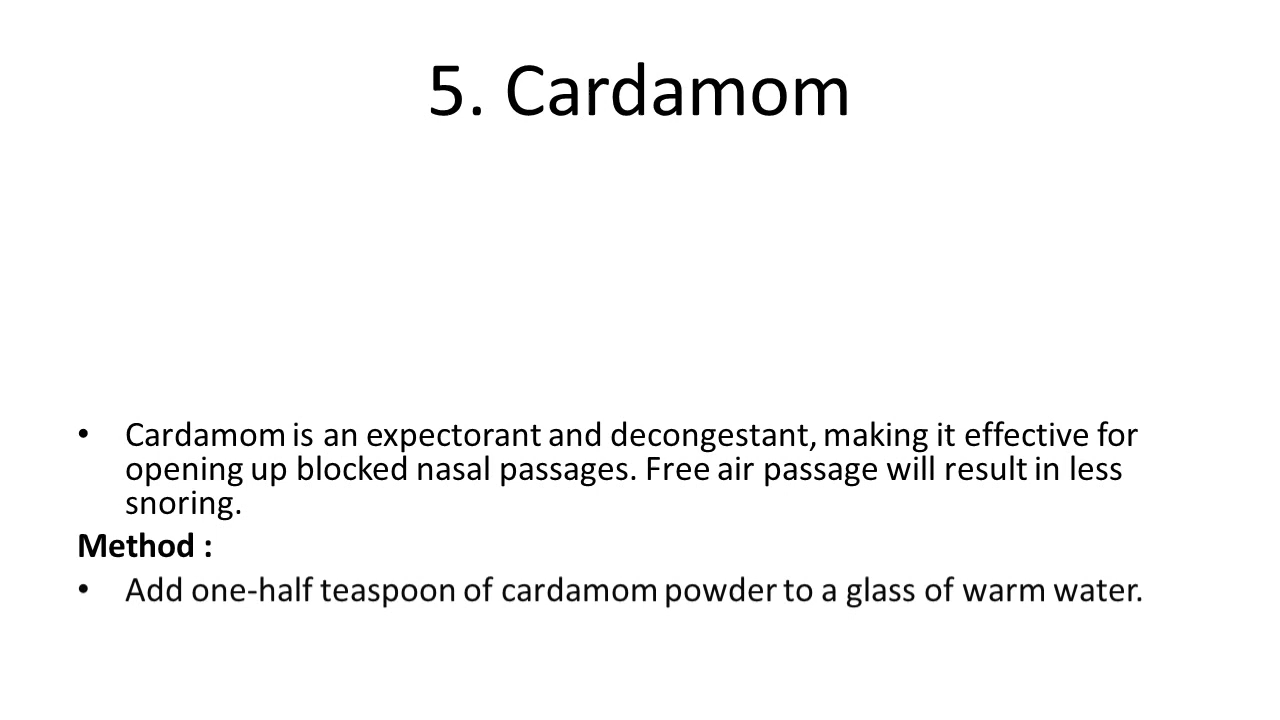 5. Cardamom
• Cardamom is an expectorant and decongestant, making it effective for
opening up blocked nasal passages. Free air passage will result in less
snoring.
Method :
• Add one-half teaspoon of cardamom powder to a glass of warm water.